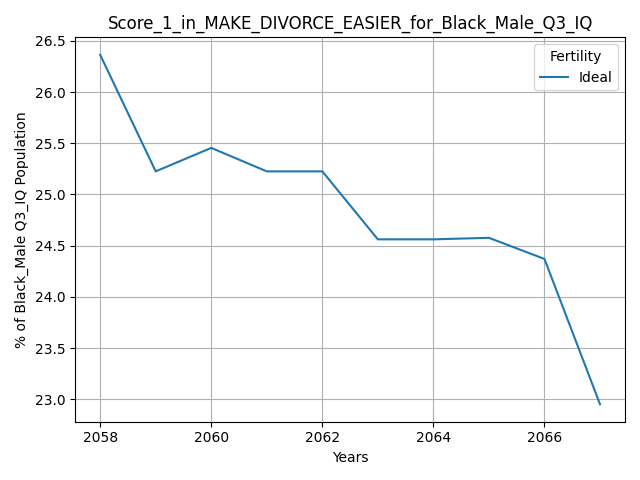 Score_1_in_MAKE_DIVORCE_EASIER_for_Black_Male_Q3_IQ
% of Black_Male Q3_IQ Population
26.5
26.0
25.5
25.0
24.5
24.0
23.5
23.0
Fertility
Ideal
2058
2060
2062
2064
2066
Years